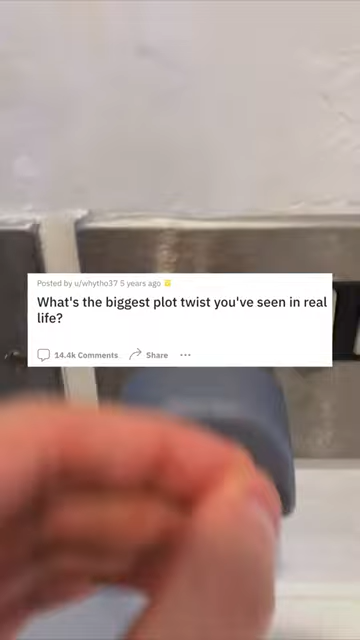 Posted by u/whytho37 5 years ago
What's the biggest plot twist you've seen in real
life?
14.4k Comments Share